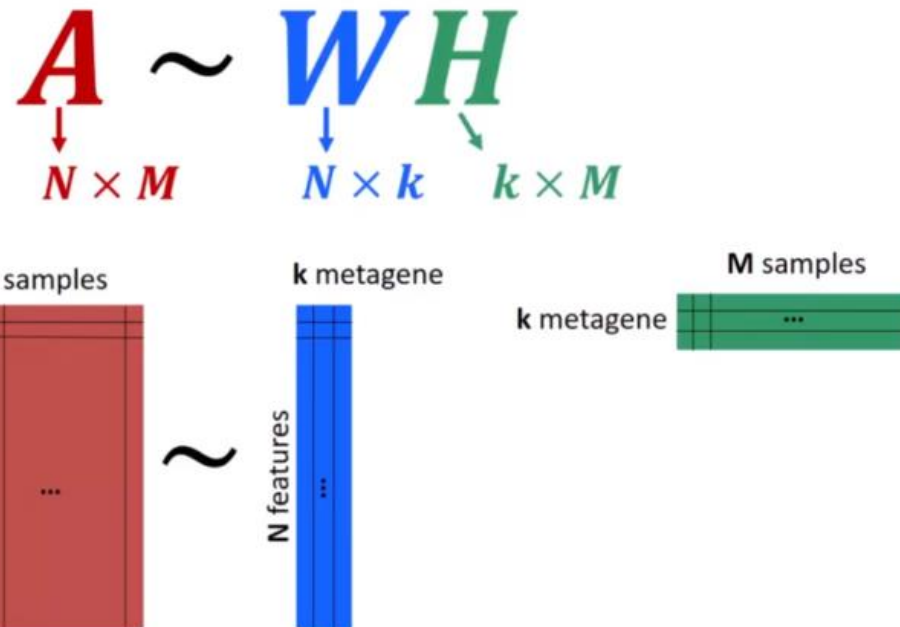 A ~ WH
N × M N × k k × M
samples
k metagene
M samples
k metagene
~
N features
...
...
...